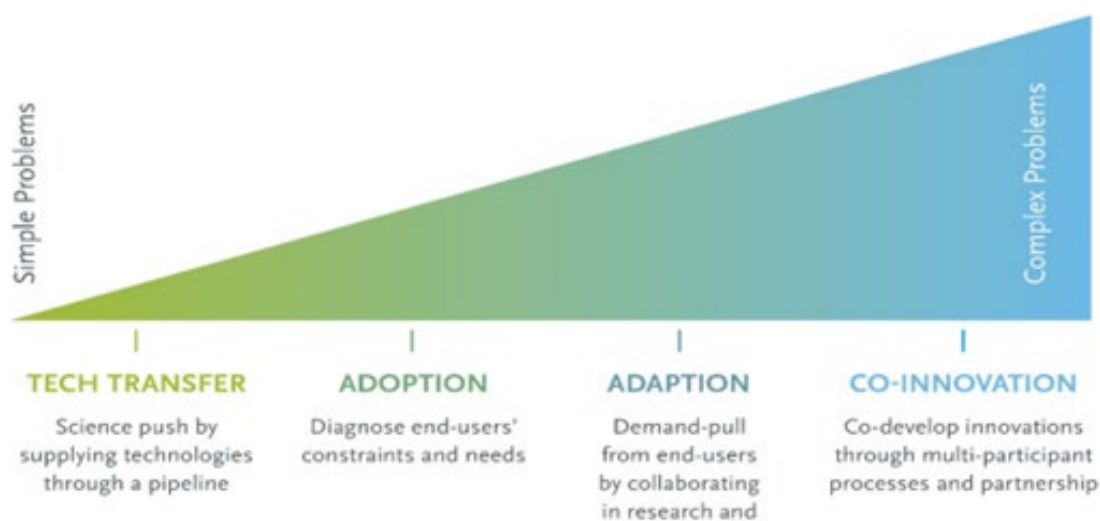 Simple Problems
Complex Problems
TECH TRANSFER
Science push by
supplying technologies
through a pipeline
ADOPTION
Diagnose end-users'
constraints and needs
ADAPTION
Demand-pull
from end-users
by collaborating
in research and
CO-INNOVATION
Co-develop innovations
through multi-participant
processes and partnership